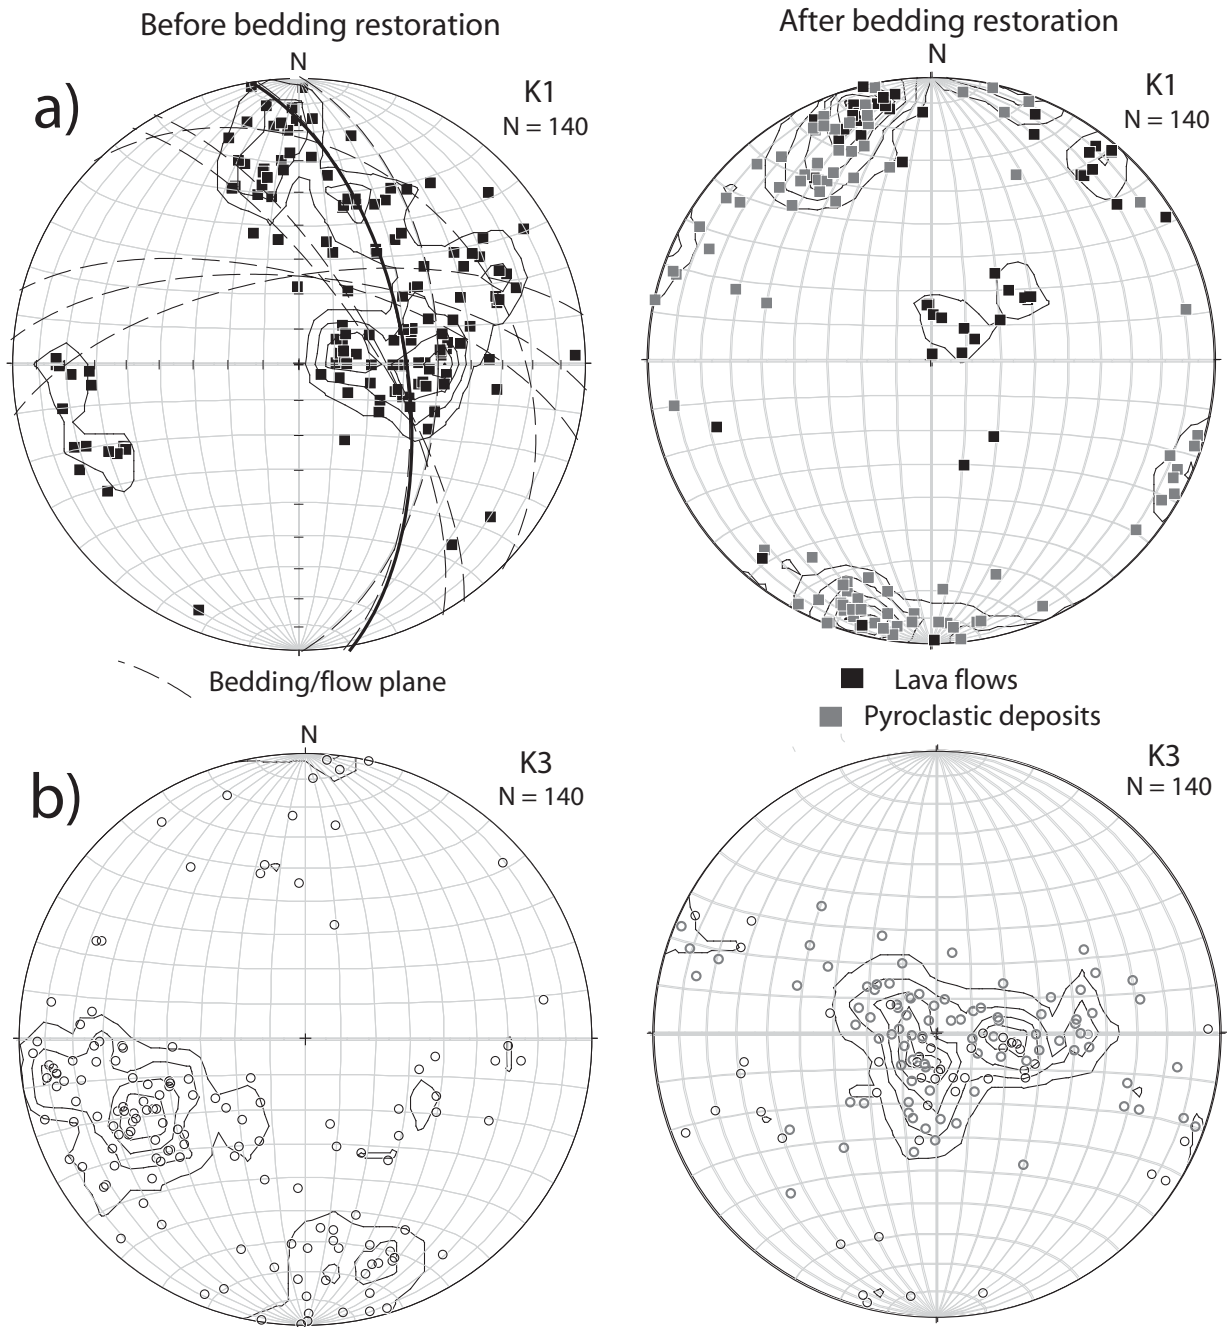 Before bedding restoration
After bedding restoration
a)
N
K1
N = 140
N
K1
N = 140
Bedding/flow plane
Lava flows
Pyroclastic deposits
b)
N
K3
N = 140
K3
N = 140